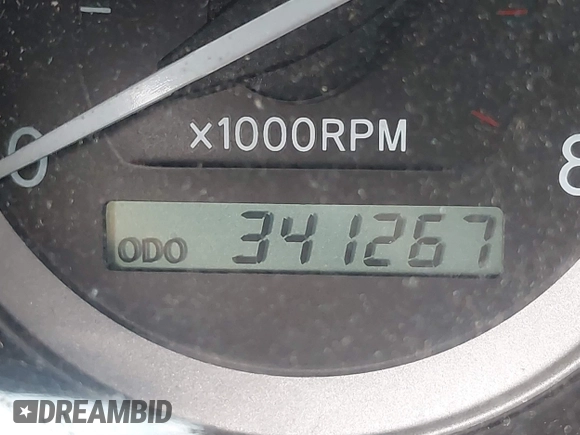 x1000RPM
0
8
ODO 341267
DREAMBID